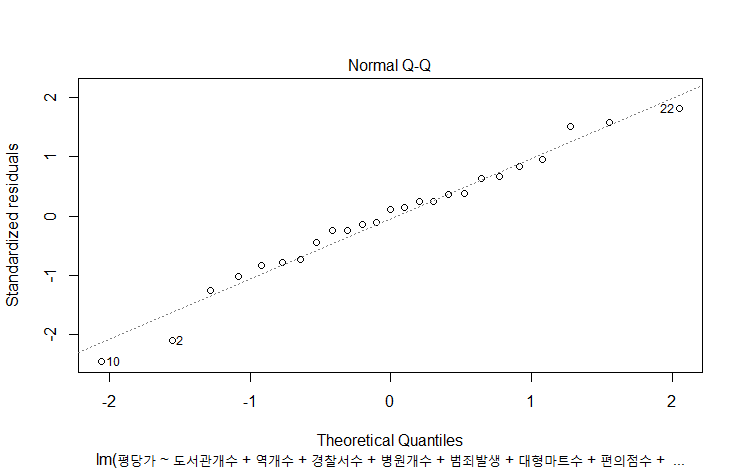 Normal Q-Q
2
1
0
-1
-2
Standardized residuals
22
2
10
-2 -1 0 1 2
Theoretical Quantiles
lm(평당가 ~ 도서관개수 + 역개수 + 경찰서수 + 병원개수 + 범죄발생 + 대형마트수 + 편의점수 + ...